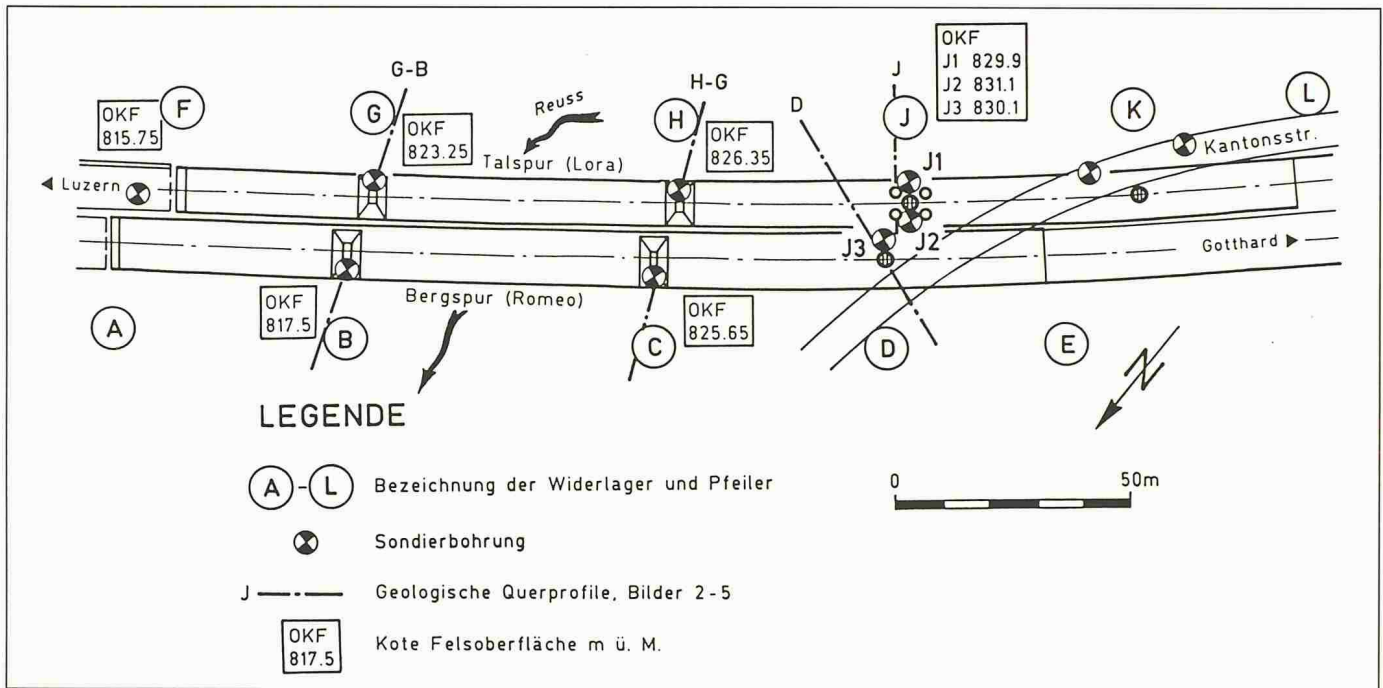 OKF
J1 829.9
J2 831.1
J3 830.1
G-B
H-G
J
D
F
OKF
815.75
G
OKF
823.25
Reuss
H
OKF
826.35
J
K
L
Kantonsstr.
Talspur (Lora)
J1
◄ Luzern
J3
J2
Gotthard ►
A
OKF
817.5
B
Bergspur (Romeo)
C
OKF
825.65
D
E
N
LEGENDE
A - L Bezeichnung der Widerlager und Pfeiler
Sondierbohrung
J Geologische Querprofile, Bilder 2-5
OKF
817.5
Kote Felsoberfläche m ü. M.
0 50m